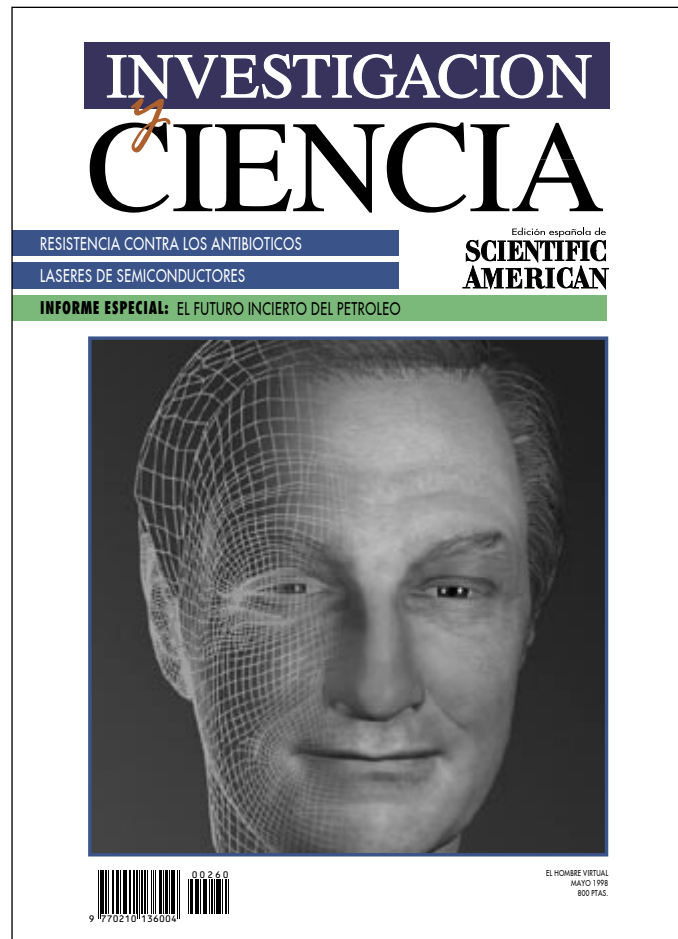 INVESTIGACION
y
CIENCIA
Edición española de
SCIENTIFIC
AMERICAN
RESISTENCIA CONTRA LOS ANTIBIOTICOS
LASERES DE SEMICONDUCTORES
INFORME ESPECIAL: EL FUTURO INCIERTO DEL PETROLEO
00260
9 770210 136004
EL HOMBRE VIRTUAL
MAYO 1998
800 PTAS.